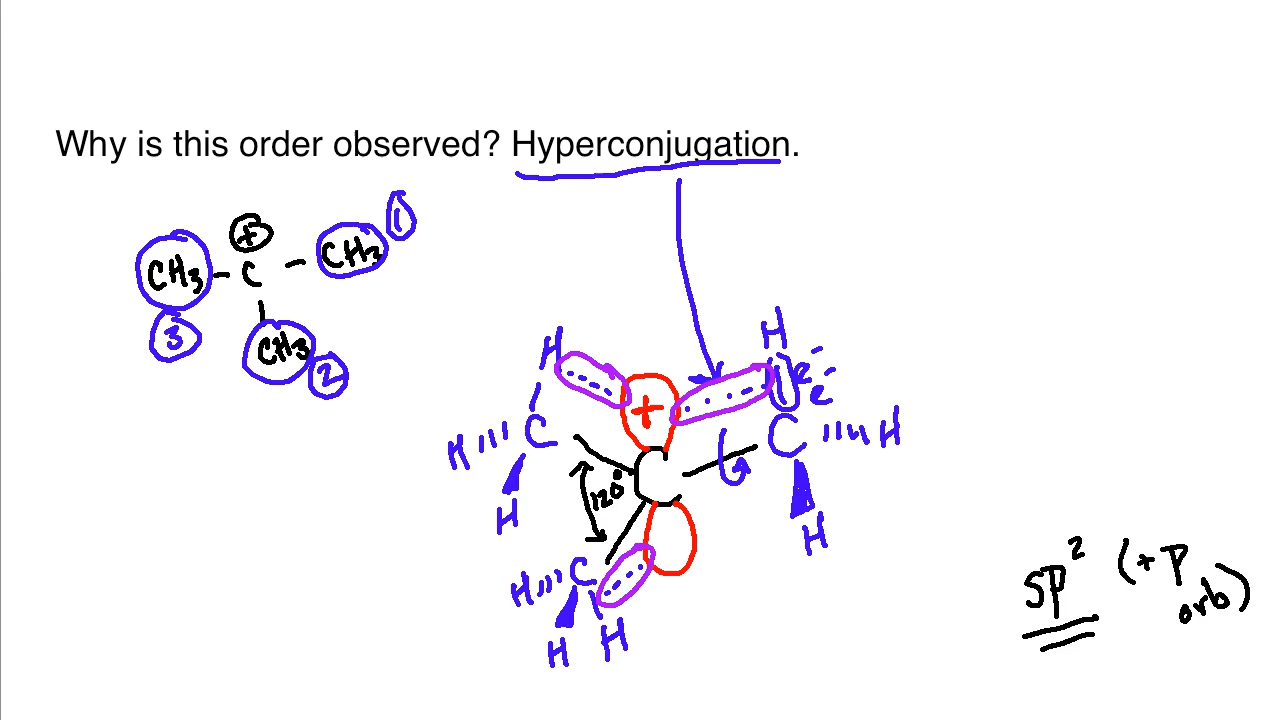 Why is this order observed? Hyperconjugation.
+
1
CH3 - C - CH3
3
CH3
2
H
H
H
+
e-
e-
H C
C H
120°
C
H
H
H C
H
H
SP2 (+ P
orb)